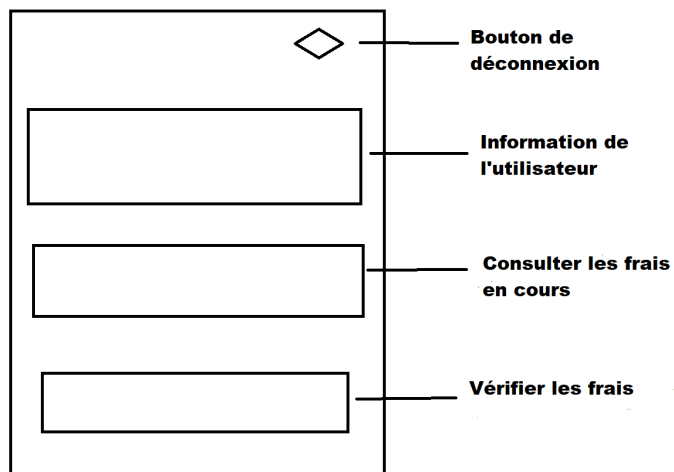 Bouton de
déconnexion
Information de
l'utilisateur
Consulter les frais
en cours
Vérifier les frais